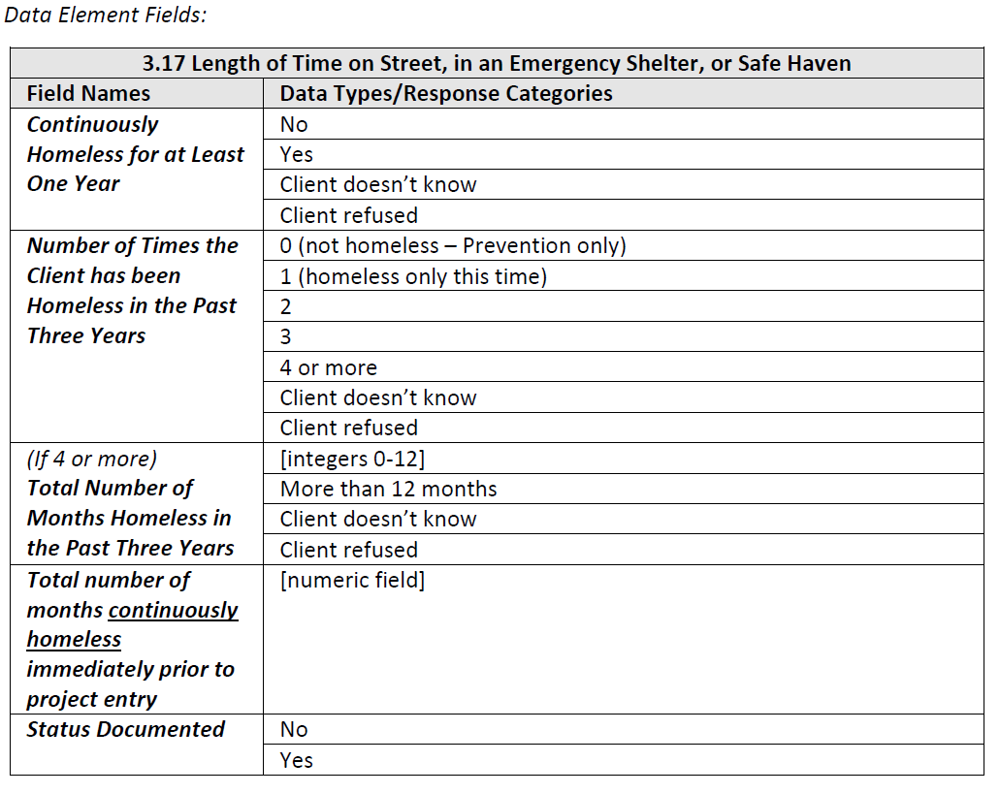 Data Element Fields:
3.17 Length of Time on Street, in an Emergency Shelter, or Safe Haven
Field Names
Data Types/Response Categories
Continuously
Homeless for at Least
One Year
No
Yes
Client doesn’t know
Client refused
Number of Times the
Client has been
Homeless in the Past
Three Years
0 (not homeless – Prevention only)
1 (homeless only this time)
2
3
4 or more
Client doesn’t know
Client refused
(If 4 or more)
Total Number of
Months Homeless in
the Past Three Years
[integers 0-12]
More than 12 months
Client doesn’t know
Client refused
Total number of
months continuously
homeless
immediately prior to
project entry
[numeric field]
Status Documented
No
Yes